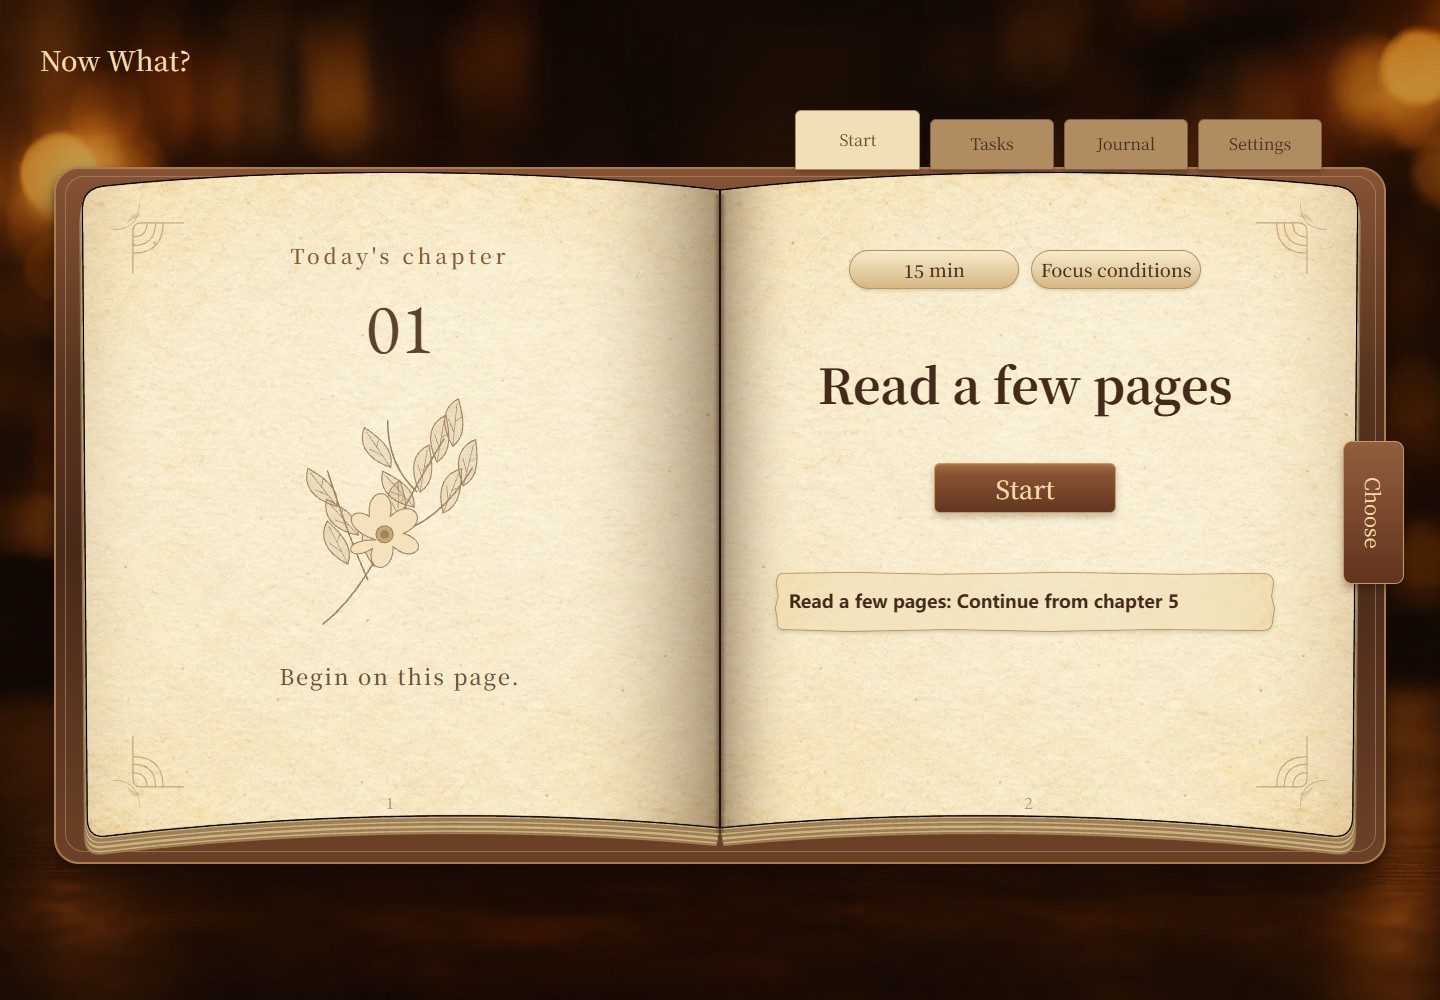 Now What?
Start
Tasks
Journal
Settings
Today's chapter
01
Begin on this page.
1
15 min
Focus conditions
Read a few pages
Start
Read a few pages: Continue from chapter 5
2
Choose